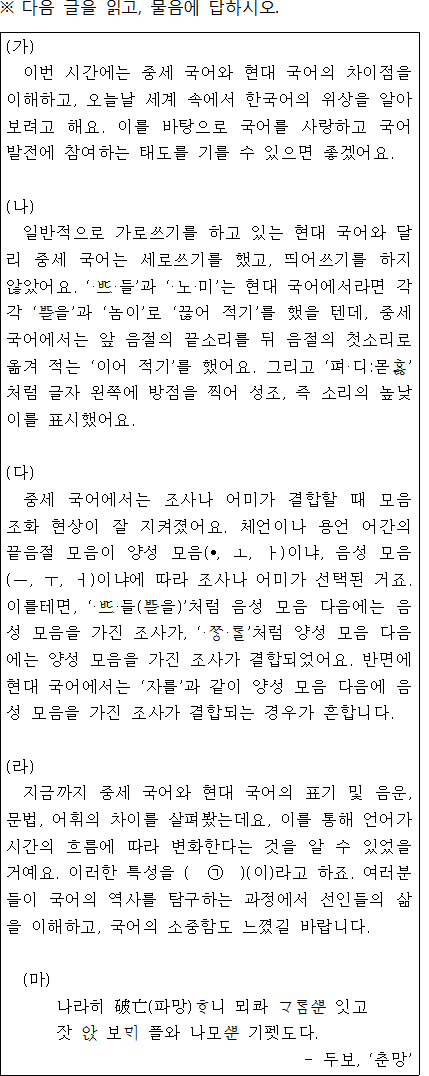 ※ 다음 글을 읽고, 물음에 답하시오.
(가)
이번 시간에는 중세 국어와 현대 국어의 차이점을
이해하고, 오늘날 세계 속에서 한국어의 위상을 알아
보려고 해요. 이를 바탕으로 국어를 사랑하고 국어
발전에 참여하는 태도를 기를 수 있으면 좋겠어요.
(나)
일반적으로 가로쓰기를 하고 있는 현대 국어와 달
리 중세 국어는 세로쓰기를 했고, 띄어쓰기를 하지
않았어요. ‘·ᄠᅳ·들’과 ‘·노·미’는 현대 국어에서라면 각
각 ‘ᄠᅳᆮ을’과 ‘놈이’로 ‘끊어 적기’를 했을 텐데, 중세
국어에서는 앞 음절의 끝소리를 뒤 음절의 첫소리로
옮겨 적는 ‘이어 적기’를 했어요. 그리고 ‘펴·디:몯ᄒᆞᇙ’
처럼 글자 왼쪽에 방점을 찍어 성조, 즉 소리의 높낮
이를 표시했어요.
(다)
중세 국어에서는 조사나 어미가 결합할 때 모음
조화 현상이 잘 지켜졌어요. 체언이나 용언 어간의
끝음절 모음이 양성 모음(•, ㅗ, ㅏ)이냐, 음성 모음
(ㅡ, ㅜ, ㅓ)이냐에 따라 조사나 어미가 선택된 거죠.
이를테면, ‘·ᄠᅳ·들(ᄠᅳᆮ을)’처럼 음성 모음 다음에는 음
성 모음을 가진 조사가, ‘·ᄍᆞᆼ·ᄅᆞᆯ’처럼 양성 모음 다음
에는 양성 모음을 가진 조사가 결합되었어요. 반면에
현대 국어에서는 ‘자를’과 같이 양성 모음 다음에 음
성 모음을 가진 조사가 결합되는 경우가 흔합니다.
(라)
지금까지 중세 국어와 현대 국어의 표기 및 음운,
문법, 어휘의 차이를 살펴봤는데요, 이를 통해 언어가
시간의 흐름에 따라 변화한다는 것을 알 수 있었을
거예요. 이러한 특성을 ( ㉠ )(이)라고 하죠. 여러분
들이 국어의 역사를 탐구하는 과정에서 선인들의 삶
을 이해하고, 국어의 소중함도 느꼈길 바랍니다.
(마)
나라히 破亡(파망)ᄒᆞ니 뫼콰 ᄀᆞᄅᆞᆷᄲᅮᆫ 잇고
잣 아ᇇ 보ᄆᆡ 플와 나모ᄲᅮᆫ 기펫도다.
- 두보, ‘춘망’